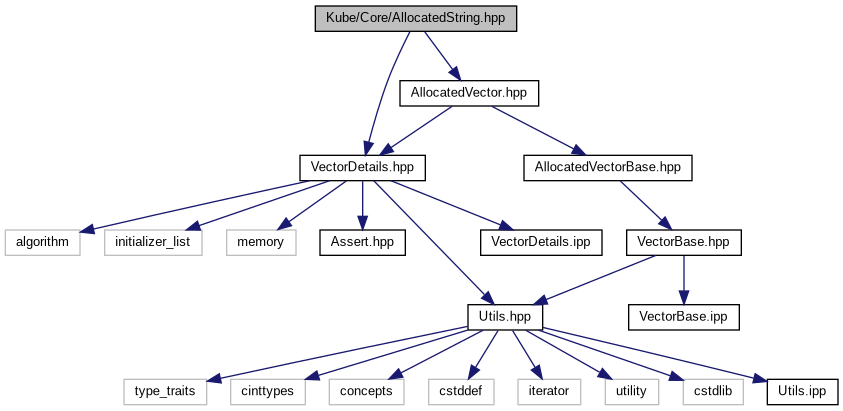 Kube/Core/AllocatedString.hpp
AllocatedVector.hpp
VectorDetails.hpp
AllocatedVectorBase.hpp
algorithm
initializer_list
memory
Assert.hpp
VectorDetails.ipp
VectorBase.hpp
Utils.hpp
VectorBase.ipp
type_traits
cinttypes
concepts
cstddef
iterator
utility
cstdlib
Utils.ipp